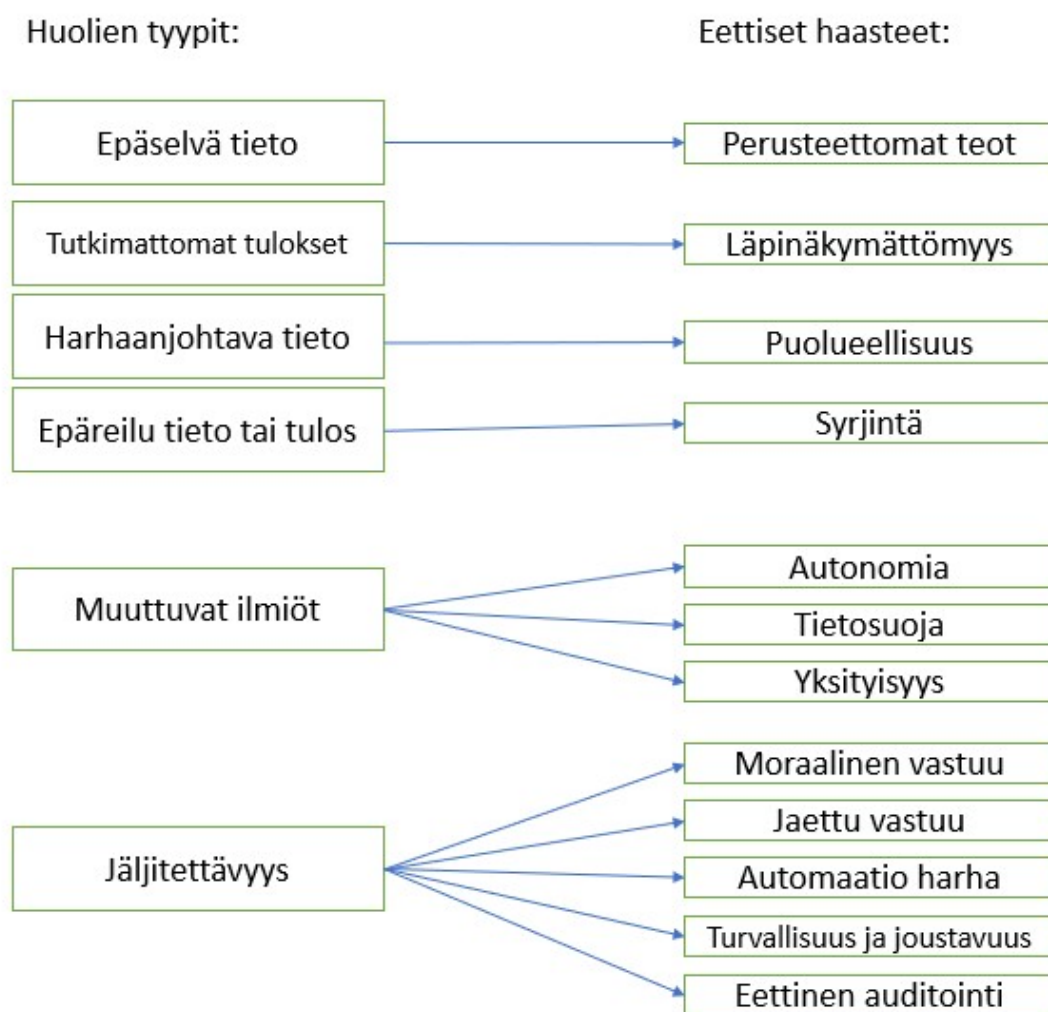 Huolien tyypit:
Eettiset haasteet:
Epäselvä tieto
Perusteettomat teot
Tutkimattomat tulokset
Läpinäkymättömyys
Harhaanjohtava tieto
Puolueellisuus
Epäreilu tieto tai tulos
Syrjintä
Muuttuvat ilmiöt
Autonomia
Tietosuoja
Yksityisyys
Jäljitettävyys
Moraalinen vastuu
Jaettu vastuu
Automaatio harha
Turvallisuus ja joustavuus
Eettinen auditointi